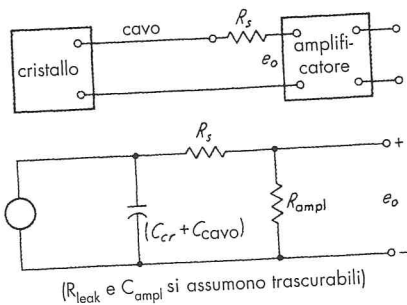 cavo
R_s
cristallo
e_o
amplifi-
catore
R_s
+
(C_cr + C_cavo)
R_ampl
e_o
−
(R_leak e C_ampl si assumono trascurabili)